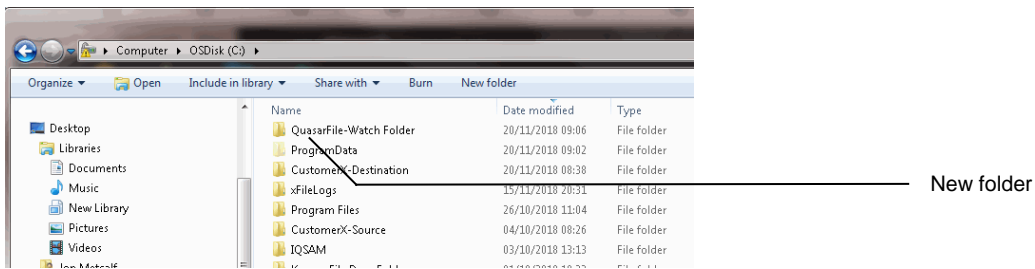 Computer ▸ OSDisk (C:) ▸
Organize ▾ Open Include in library ▾ Share with ▾ Burn New folder
Name Date modified Type
Desktop
Libraries
Documents
Music
New Library
Pictures
Videos
Jon Metcalf
QuasarFile-Watch Folder 20/11/2018 09:06 File folder
ProgramData 20/11/2018 09:02 File folder
CustomerX-Destination 20/11/2018 08:38 File folder
xFileLogs 15/11/2018 20:31 File folder
Program Files 26/10/2018 11:04 File folder
CustomerX-Source 04/10/2018 08:26 File folder
IQSAM 03/10/2018 13:13 File folder
New folder